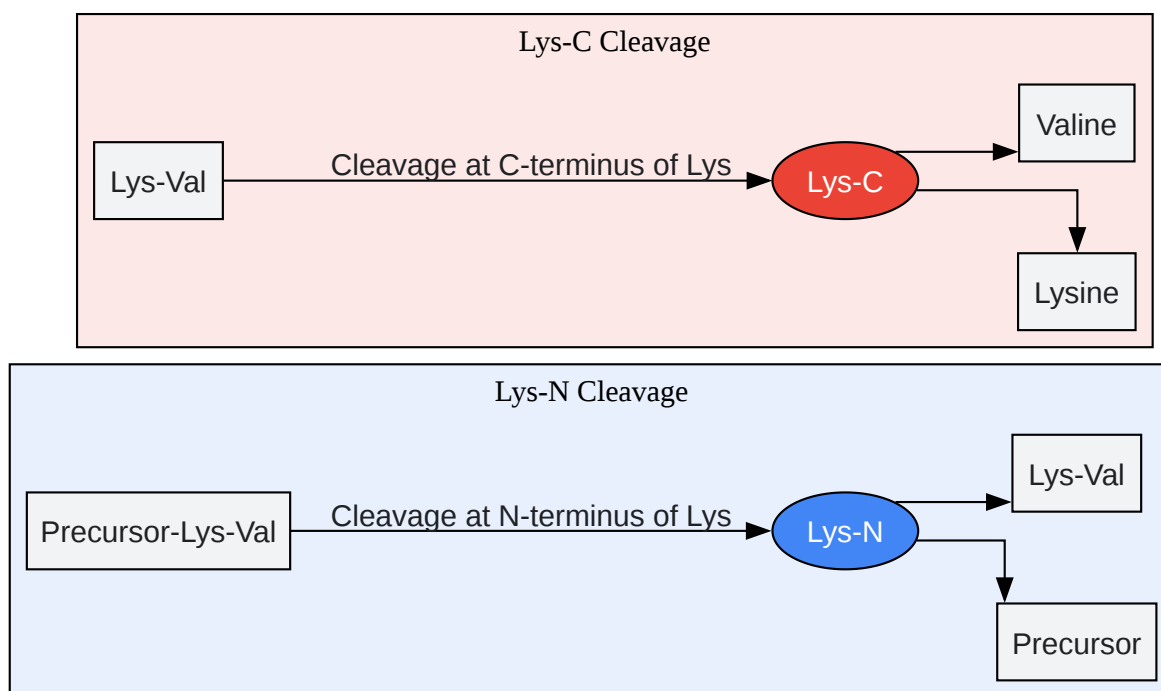 Lys-C Cleavage
Valine
Lys-Val
Cleavage at C-terminus of Lys
Lys-C
Lysine
Lys-N Cleavage
Lys-Val
Precursor-Lys-Val
Cleavage at N-terminus of Lys
Lys-N
Precursor